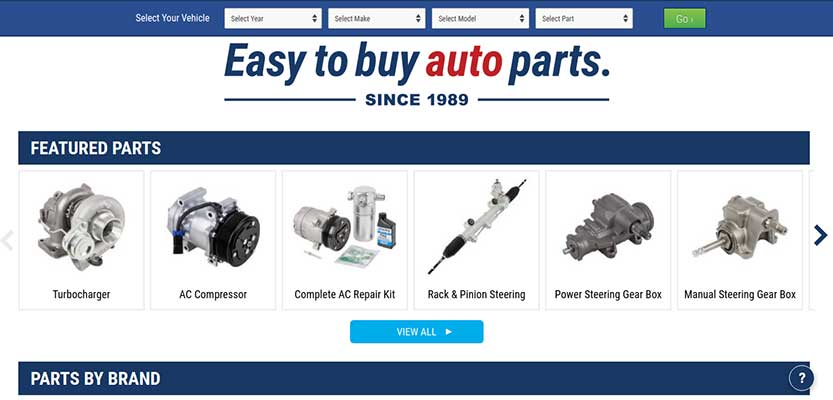 Select Your Vehicle Select Year Select Make Select Model Select Part Go ›
Easy to buy auto parts.
SINCE 1989
FEATURED PARTS
Turbocharger AC Compressor Complete AC Repair Kit Rack & Pinion Steering Power Steering Gear Box Manual Steering Gear Box
VIEW ALL ►
PARTS BY BRAND
?